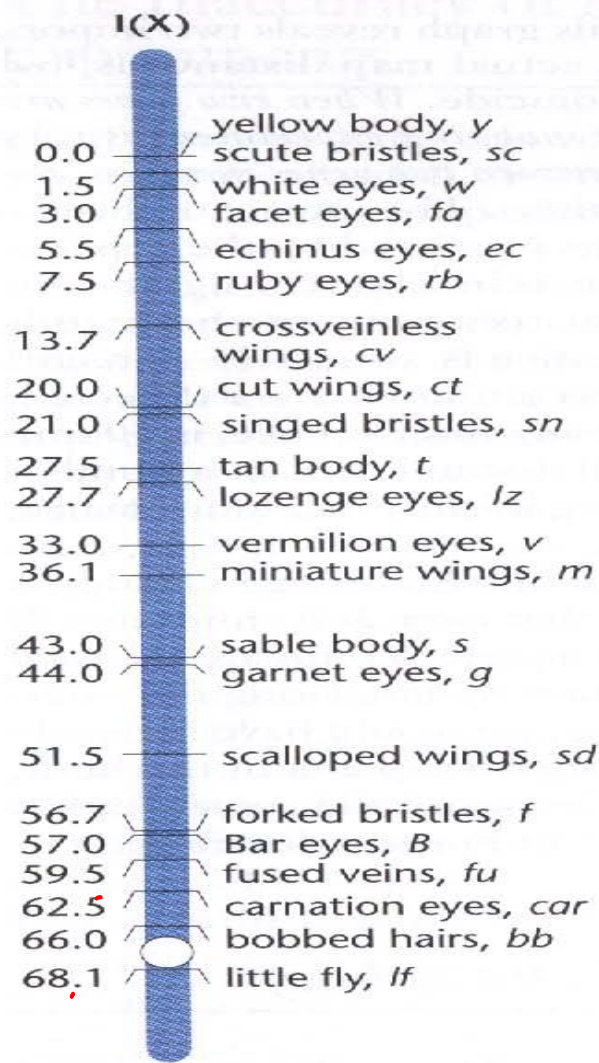 I(X)
yellow body, y
0.0 scute bristles, sc
1.5 white eyes, w
3.0 facet eyes, fa
5.5 echinus eyes, ec
7.5 ruby eyes, rb
13.7 crossveinless
wings, cv
20.0 cut wings, ct
21.0 singed bristles, sn
27.5 tan body, t
27.7 lozenge eyes, lz
33.0 vermilion eyes, v
36.1 miniature wings, m
43.0 sable body, s
44.0 garnet eyes, g
51.5 scalloped wings, sd
56.7 forked bristles, f
57.0 Bar eyes, B
59.5 fused veins, fu
62.5 carnation eyes, car
66.0 bobbed hairs, bb
68.1 little fly, lf